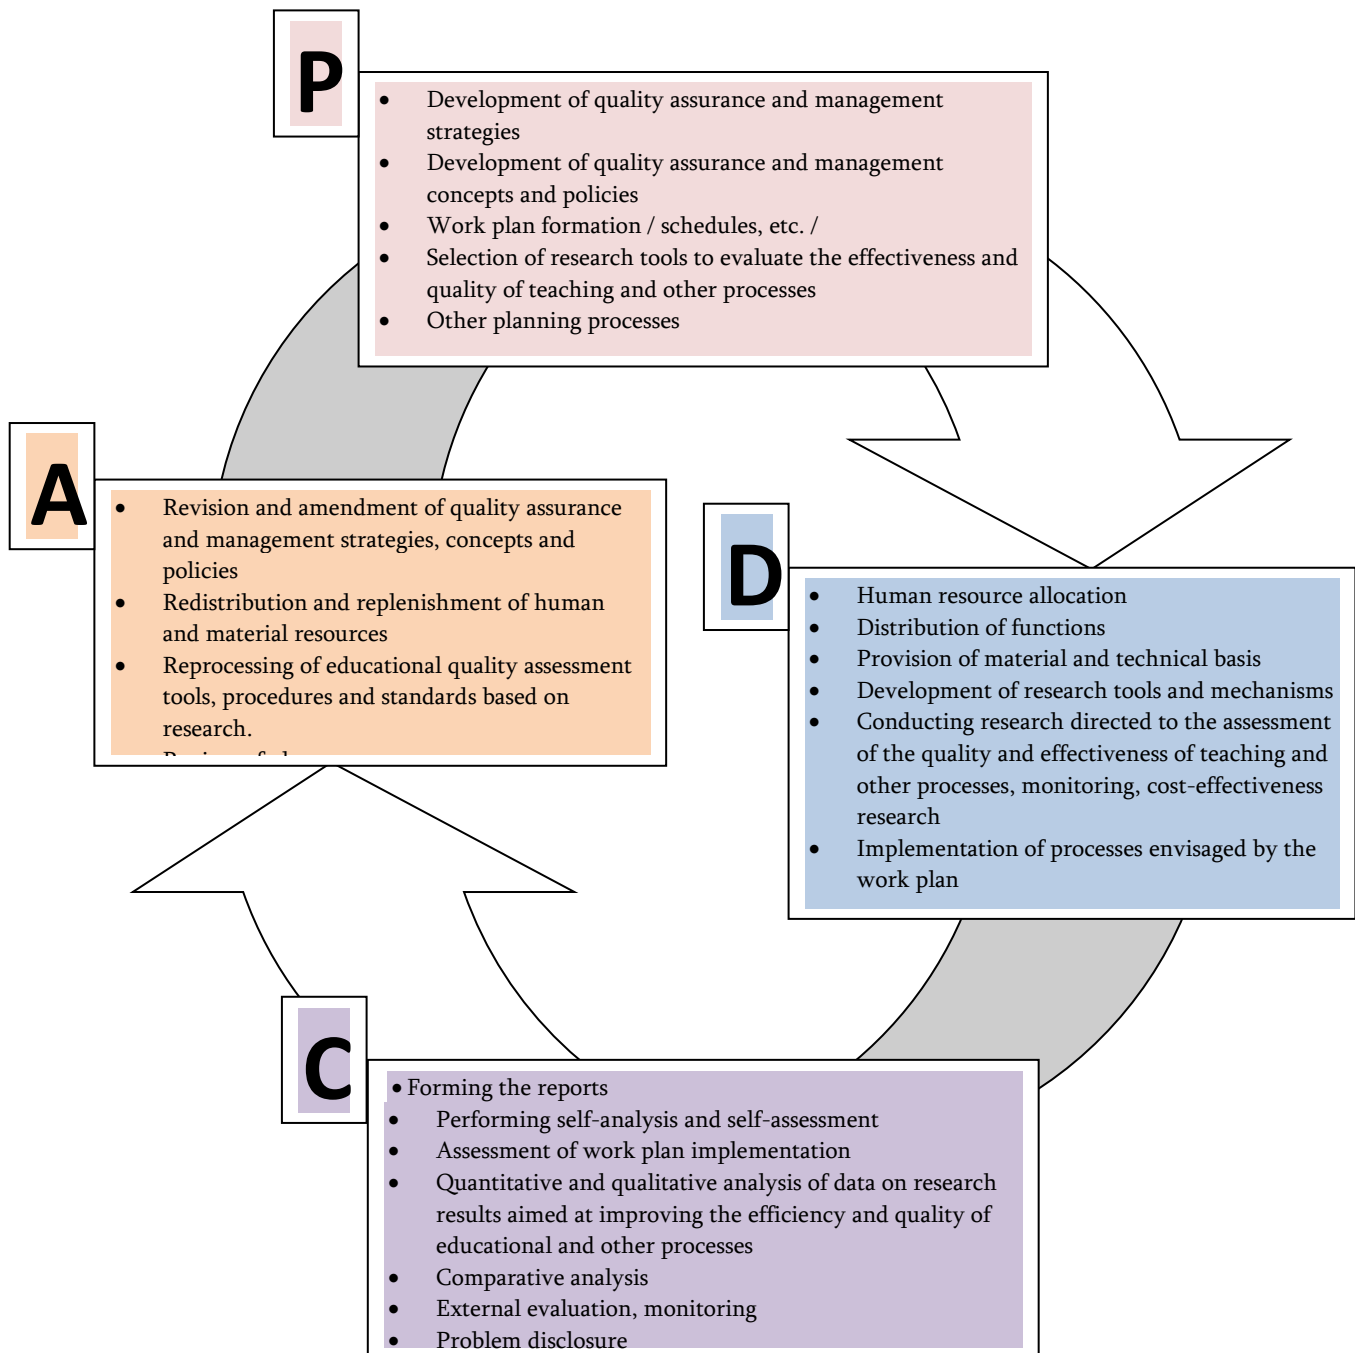 P
• Development of quality assurance and management
strategies
• Development of quality assurance and management
concepts and policies
• Work plan formation / schedules, etc. /
• Selection of research tools to evaluate the effectiveness and
quality of teaching and other processes
• Other planning processes
A
• Revision and amendment of quality assurance
and management strategies, concepts and
policies
• Redistribution and replenishment of human
and material resources
• Reprocessing of educational quality assessment
tools, procedures and standards based on
research.
D
• Human resource allocation
• Distribution of functions
• Provision of material and technical basis
• Development of research tools and mechanisms
• Conducting research directed to the assessment
of the quality and effectiveness of teaching and
other processes, monitoring, cost-effectiveness
research
• Implementation of processes envisaged by the
work plan
C
• Forming the reports
• Performing self-analysis and self-assessment
• Assessment of work plan implementation
• Quantitative and qualitative analysis of data on research
results aimed at improving the efficiency and quality of
educational and other processes
• Comparative analysis
• External evaluation, monitoring
• Problem disclosure